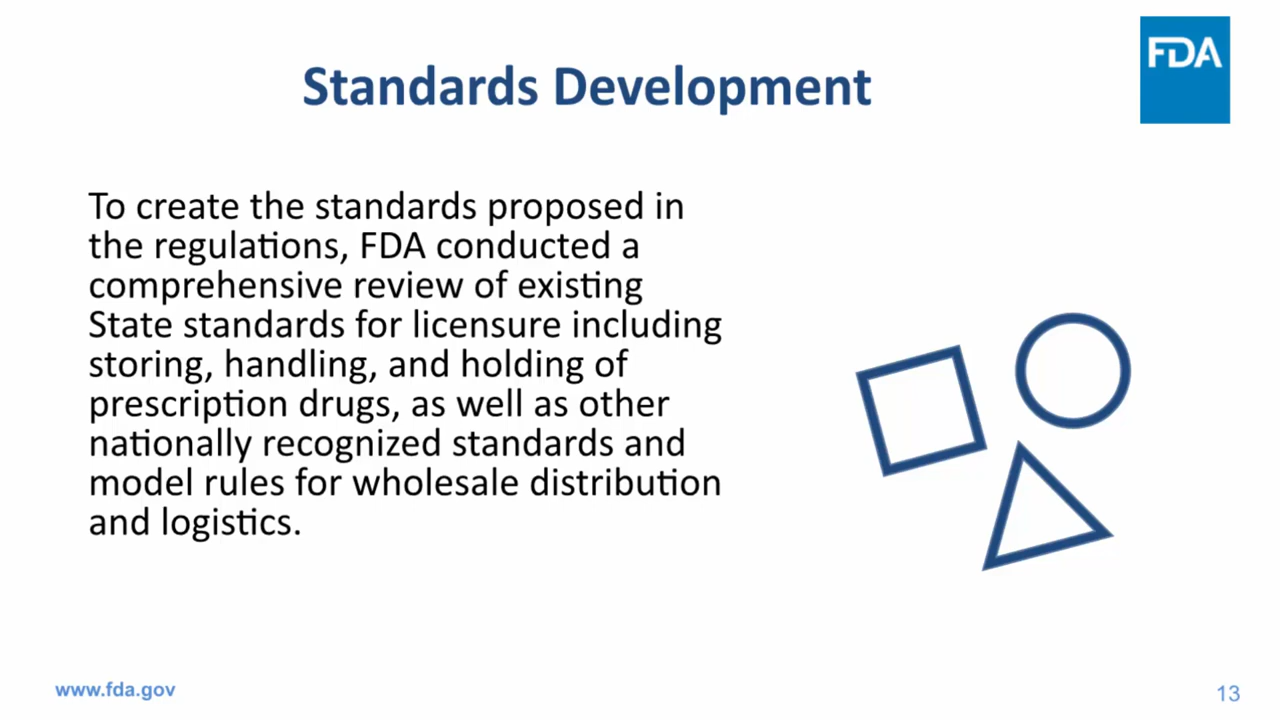 FDA
Standards Development
To create the standards proposed in
the regulations, FDA conducted a
comprehensive review of existing
State standards for licensure including
storing, handling, and holding of
prescription drugs, as well as other
nationally recognized standards and
model rules for wholesale distribution
and logistics.
www.fda.gov
13